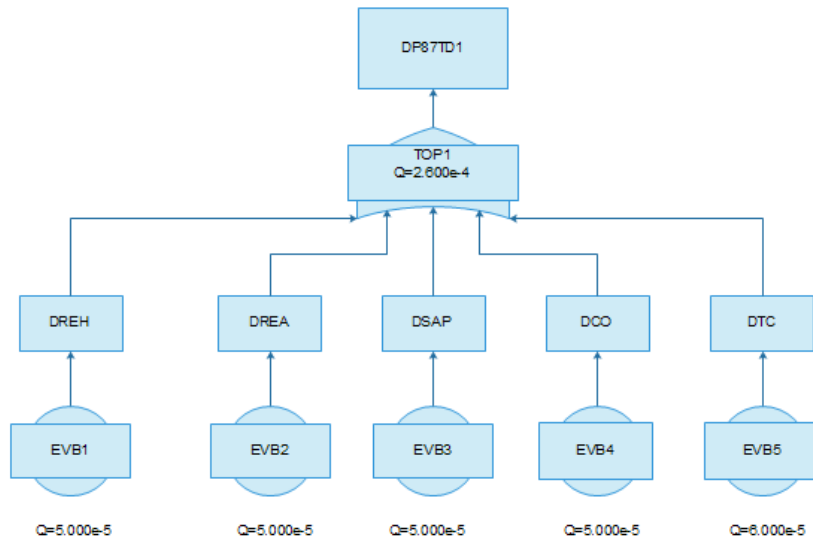 DP87TD1
TOP1
Q=2.600e-4
DREH
DREA
DSAP
DCO
DTC
EVB1
EVB2
EVB3
EVB4
EVB5
Q=5.000e-5
Q=5.000e-5
Q=5.000e-5
Q=5.000e-5
Q=6.000e-5